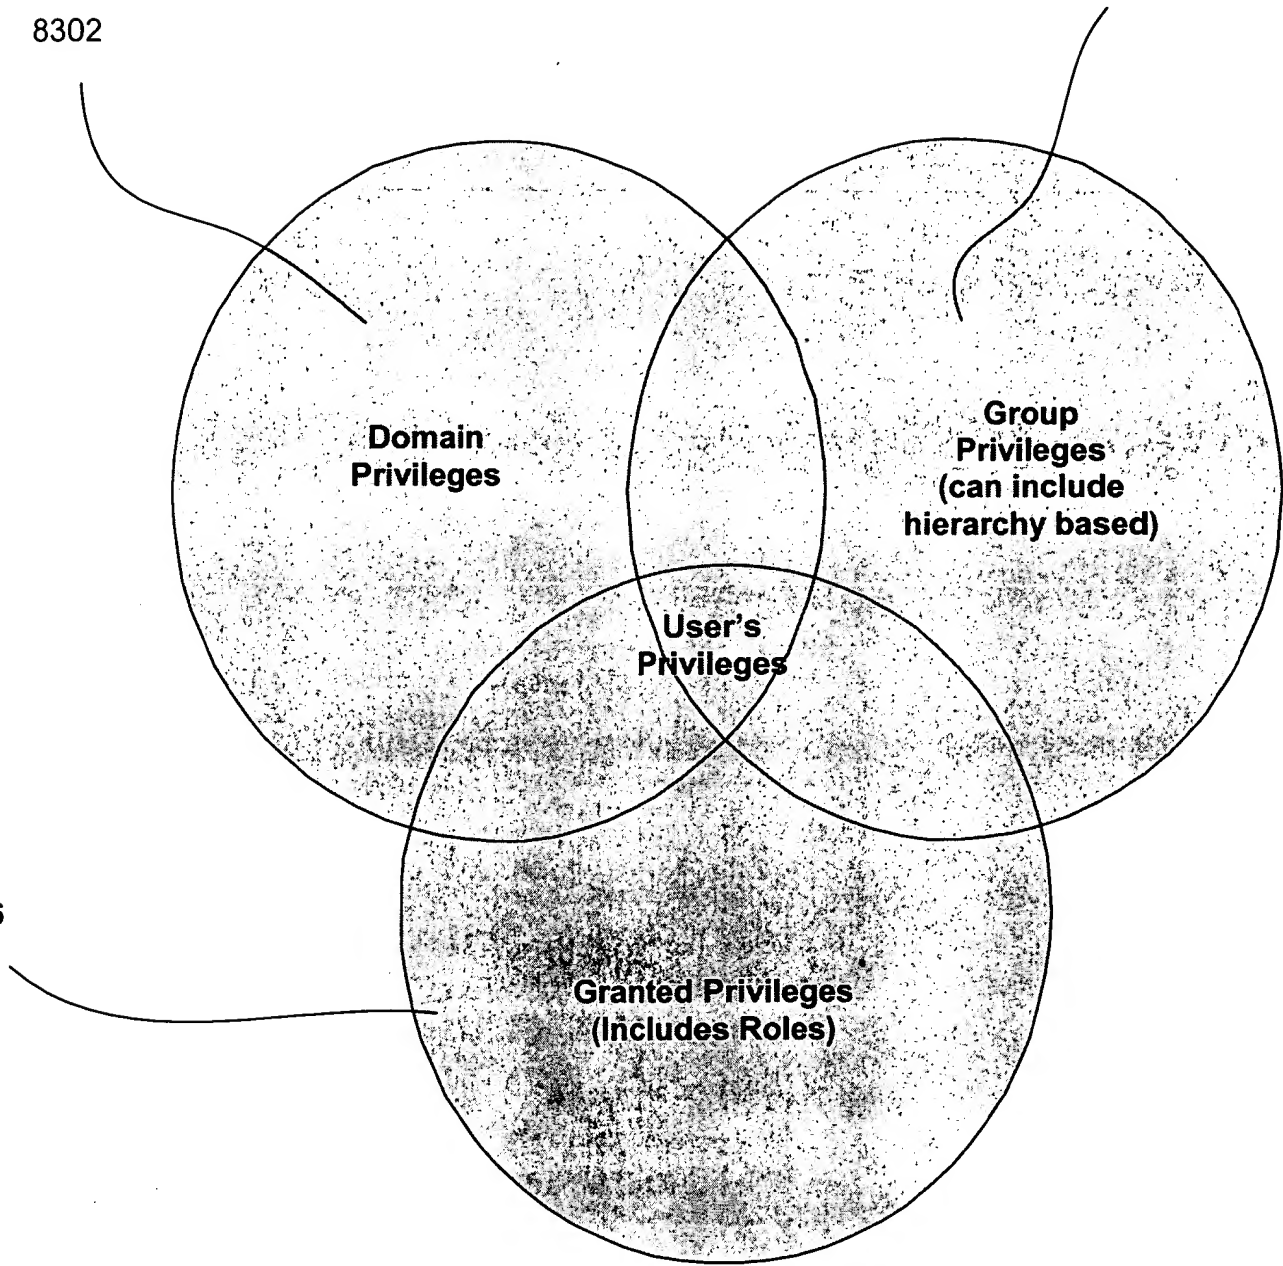 8302
Domain
Privileges
Group
Privileges
(can include
hierarchy based)
User's
Privileges
Granted Privileges
(Includes Roles)